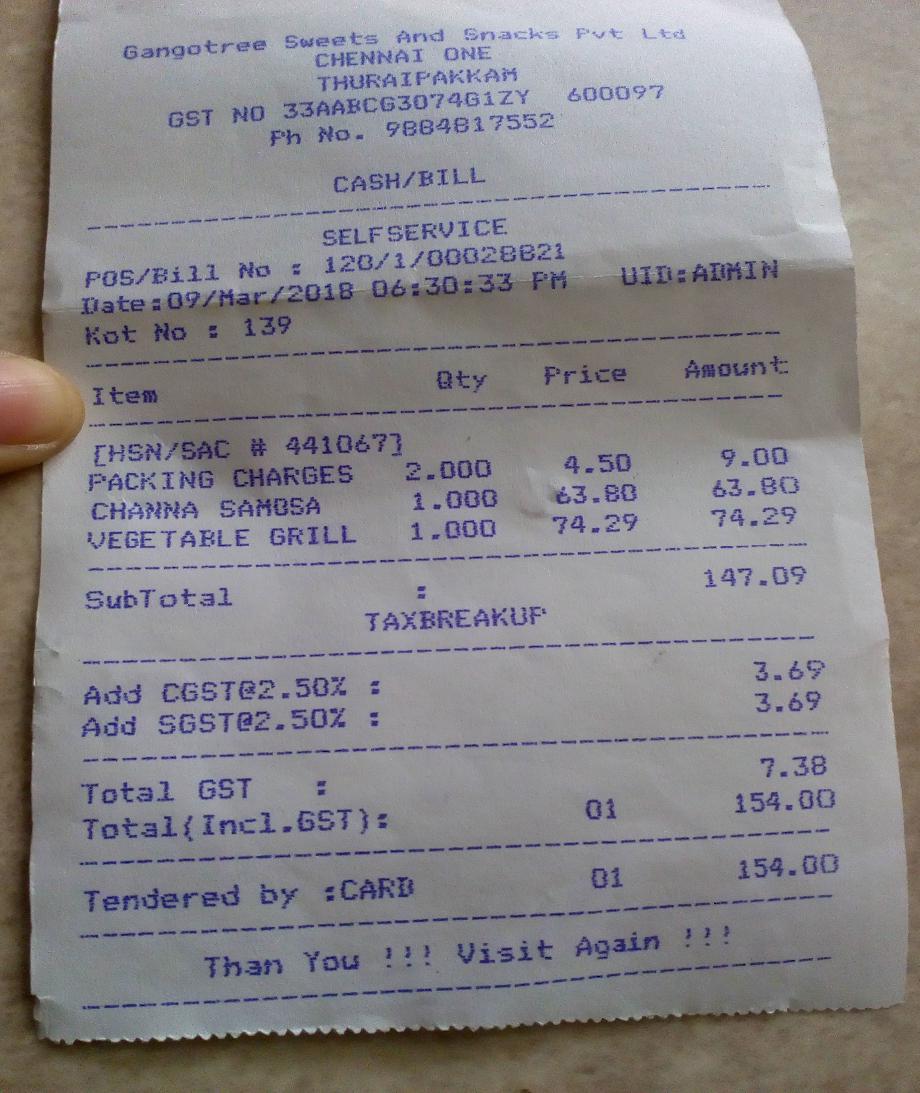 Gangotree Sweets And Snacks Pvt Ltd
CHENNAI ONE
THURAIPAKKAM
GST NO 33AABCG3074G1ZY 600097
Ph No. 9884817552
CASH/BILL
SELFSERVICE
POS/Bill No : 120/1/00028821
Date:09/Mar/2018 06:30:33 PM UID:ADMIN
Kot No : 139
Item Qty Price Amount
[HSN/SAC # 441067]
PACKING CHARGES 2.000 4.50 9.00
CHANNA SAMOSA 1.000 63.80 63.80
VEGETABLE GRILL 1.000 74.29 74.29
SubTotal : 147.09
TAXBREAKUP
Add CGST@2.50% : 3.69
Add SGST@2.50% : 3.69
Total GST : 7.38
Total(Incl.GST): 01 154.00
Tendered by :CARD 01 154.00
Than You !!! Visit Again !!!